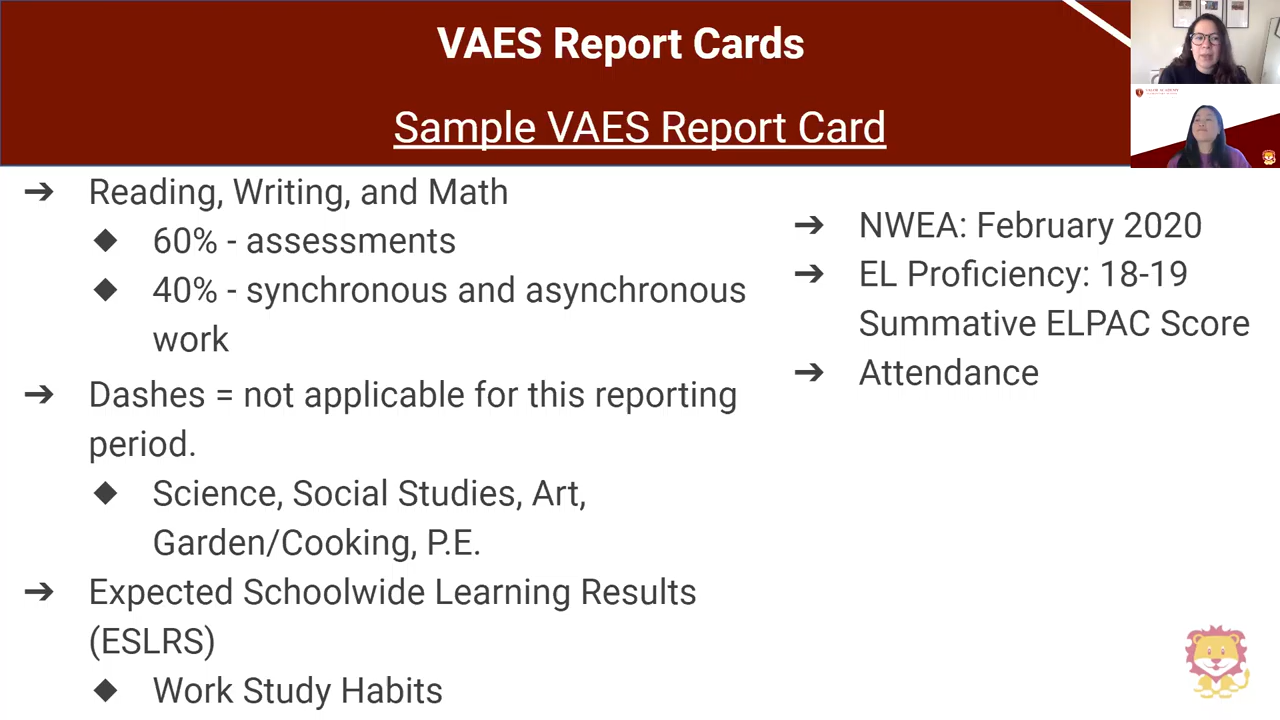 VAES Report Cards
Sample VAES Report Card
➔ Reading, Writing, and Math
◆ 60% - assessments
◆ 40% - synchronous and asynchronous
work
➔ Dashes = not applicable for this reporting
period.
◆ Science, Social Studies, Art,
Garden/Cooking, P.E.
➔ Expected Schoolwide Learning Results
(ESLRS)
◆ Work Study Habits
➔ NWEA: February 2020
➔ EL Proficiency: 18-19
Summative ELPAC Score
➔ Attendance